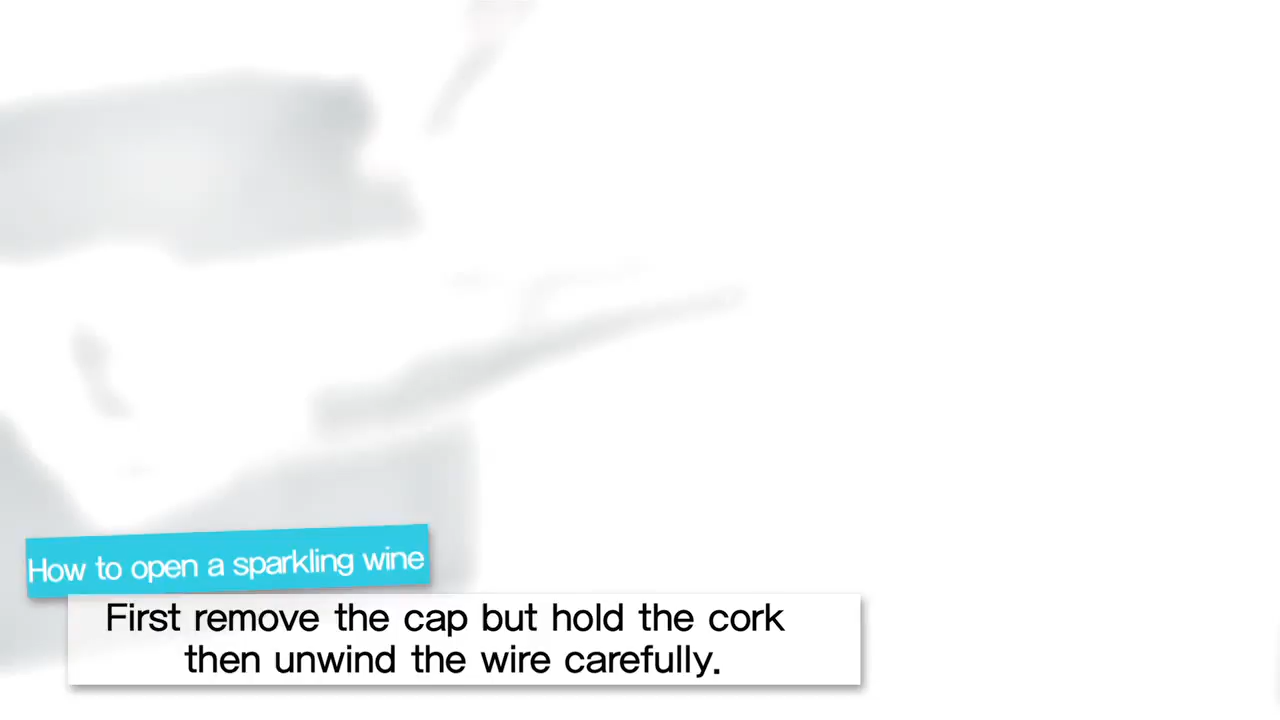 How to open a sparkling wine
First remove the cap but hold the cork
then unwind the wire carefully.